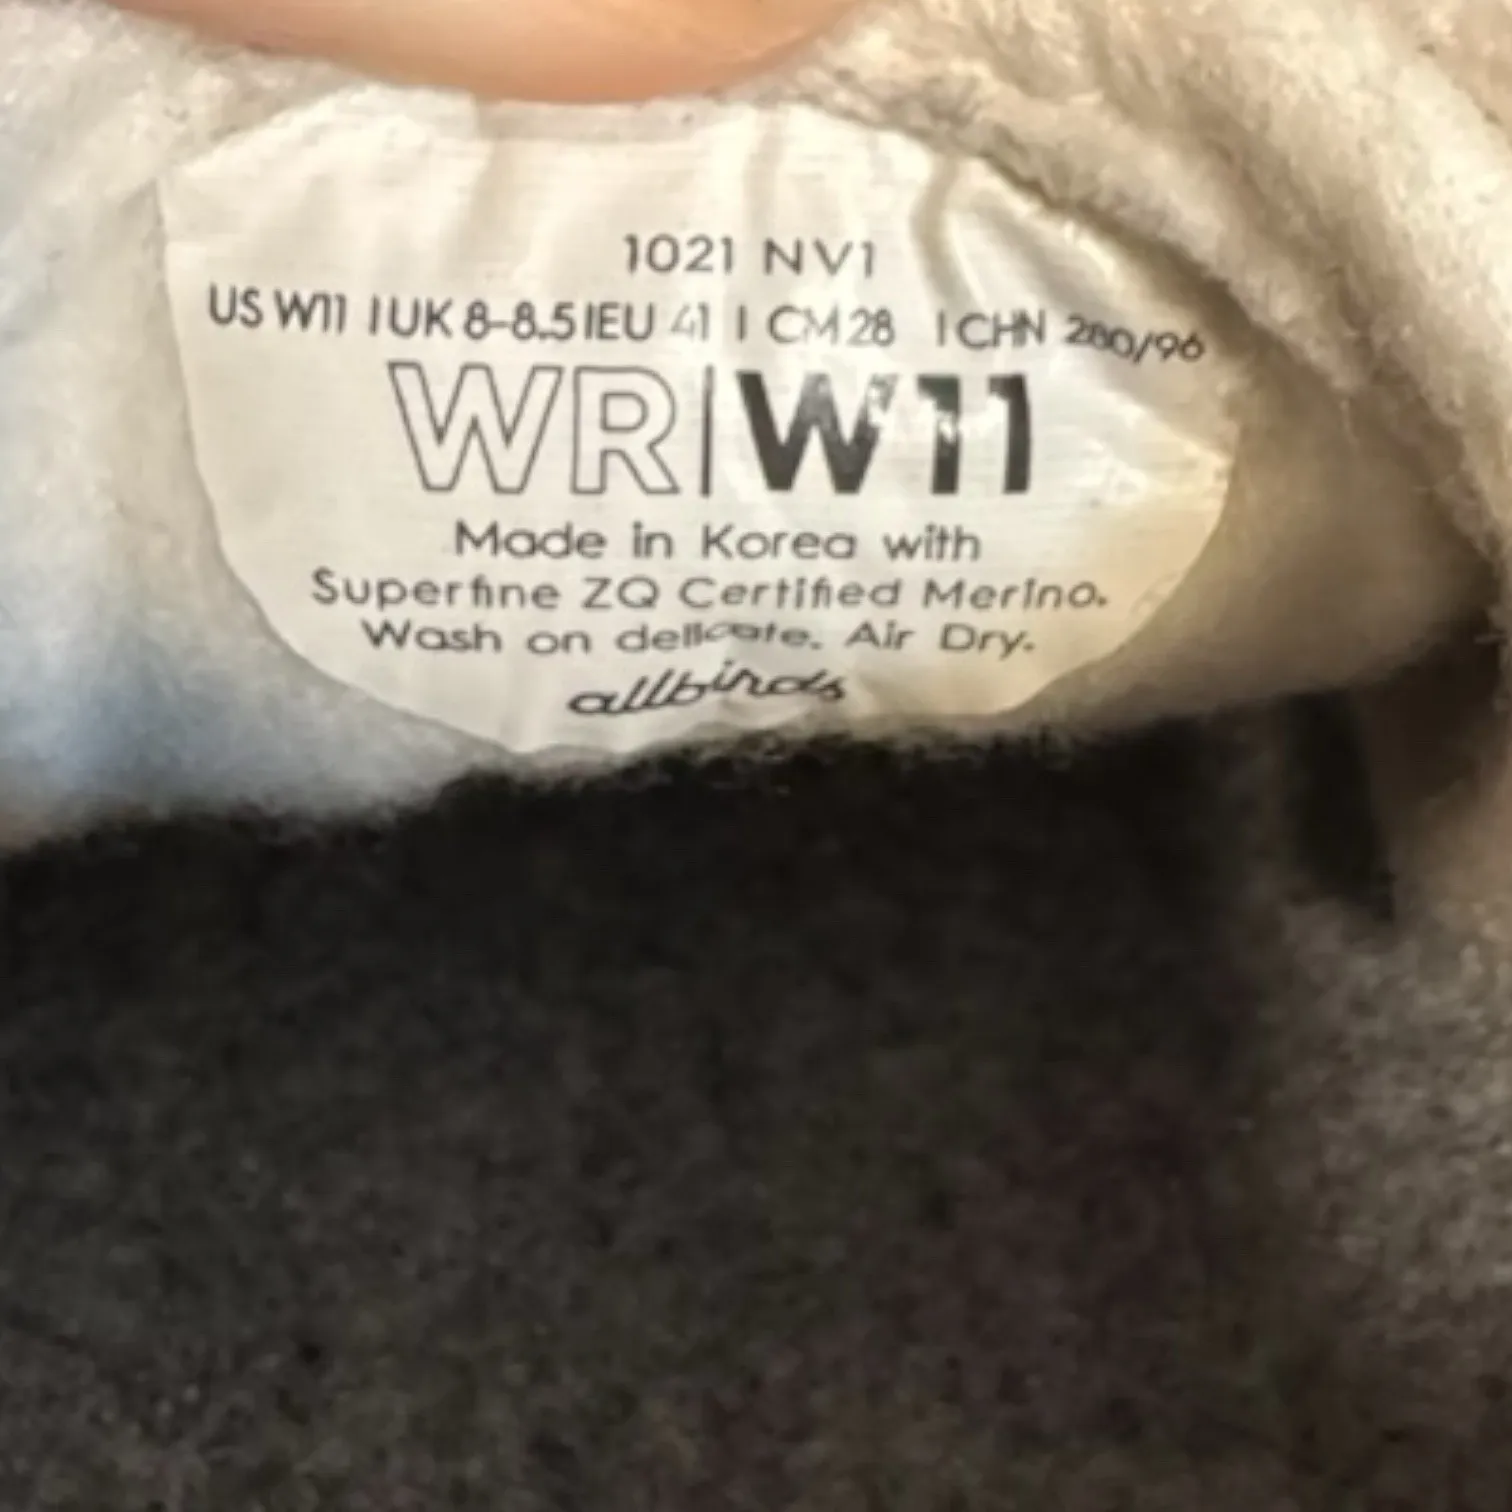 1021 NV1
US W11 | UK 8-8.5 | EU 41 | CM 28 | CHN 280/96
WR|W11
Made in Korea with
Superfine ZQ Certified Merino.
Wash on delicate. Air Dry.
allbirds